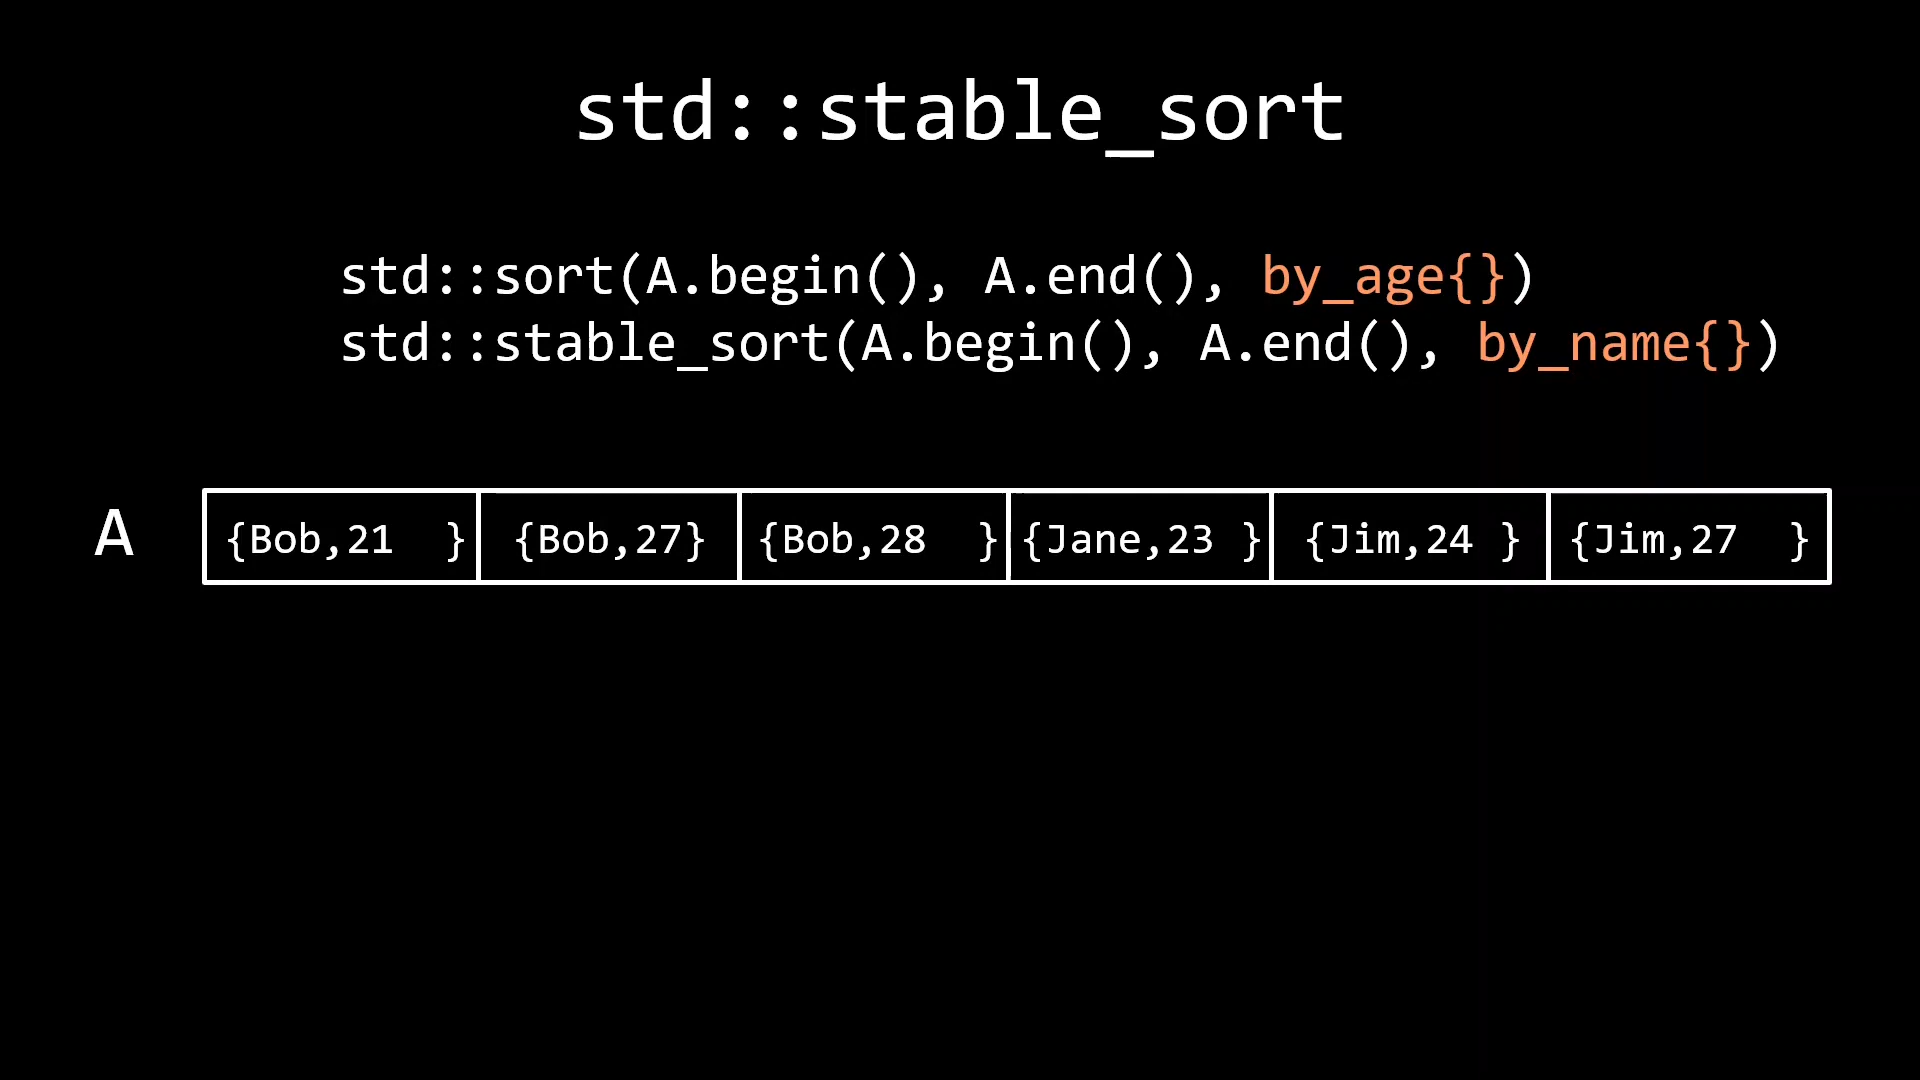 std::stable_sort
std::sort(A.begin(), A.end(), by_age{})
std::stable_sort(A.begin(), A.end(), by_name{})
A {Bob,21  } {Bob,27} {Bob,28  } {Jane,23 } {Jim,24 } {Jim,27  }